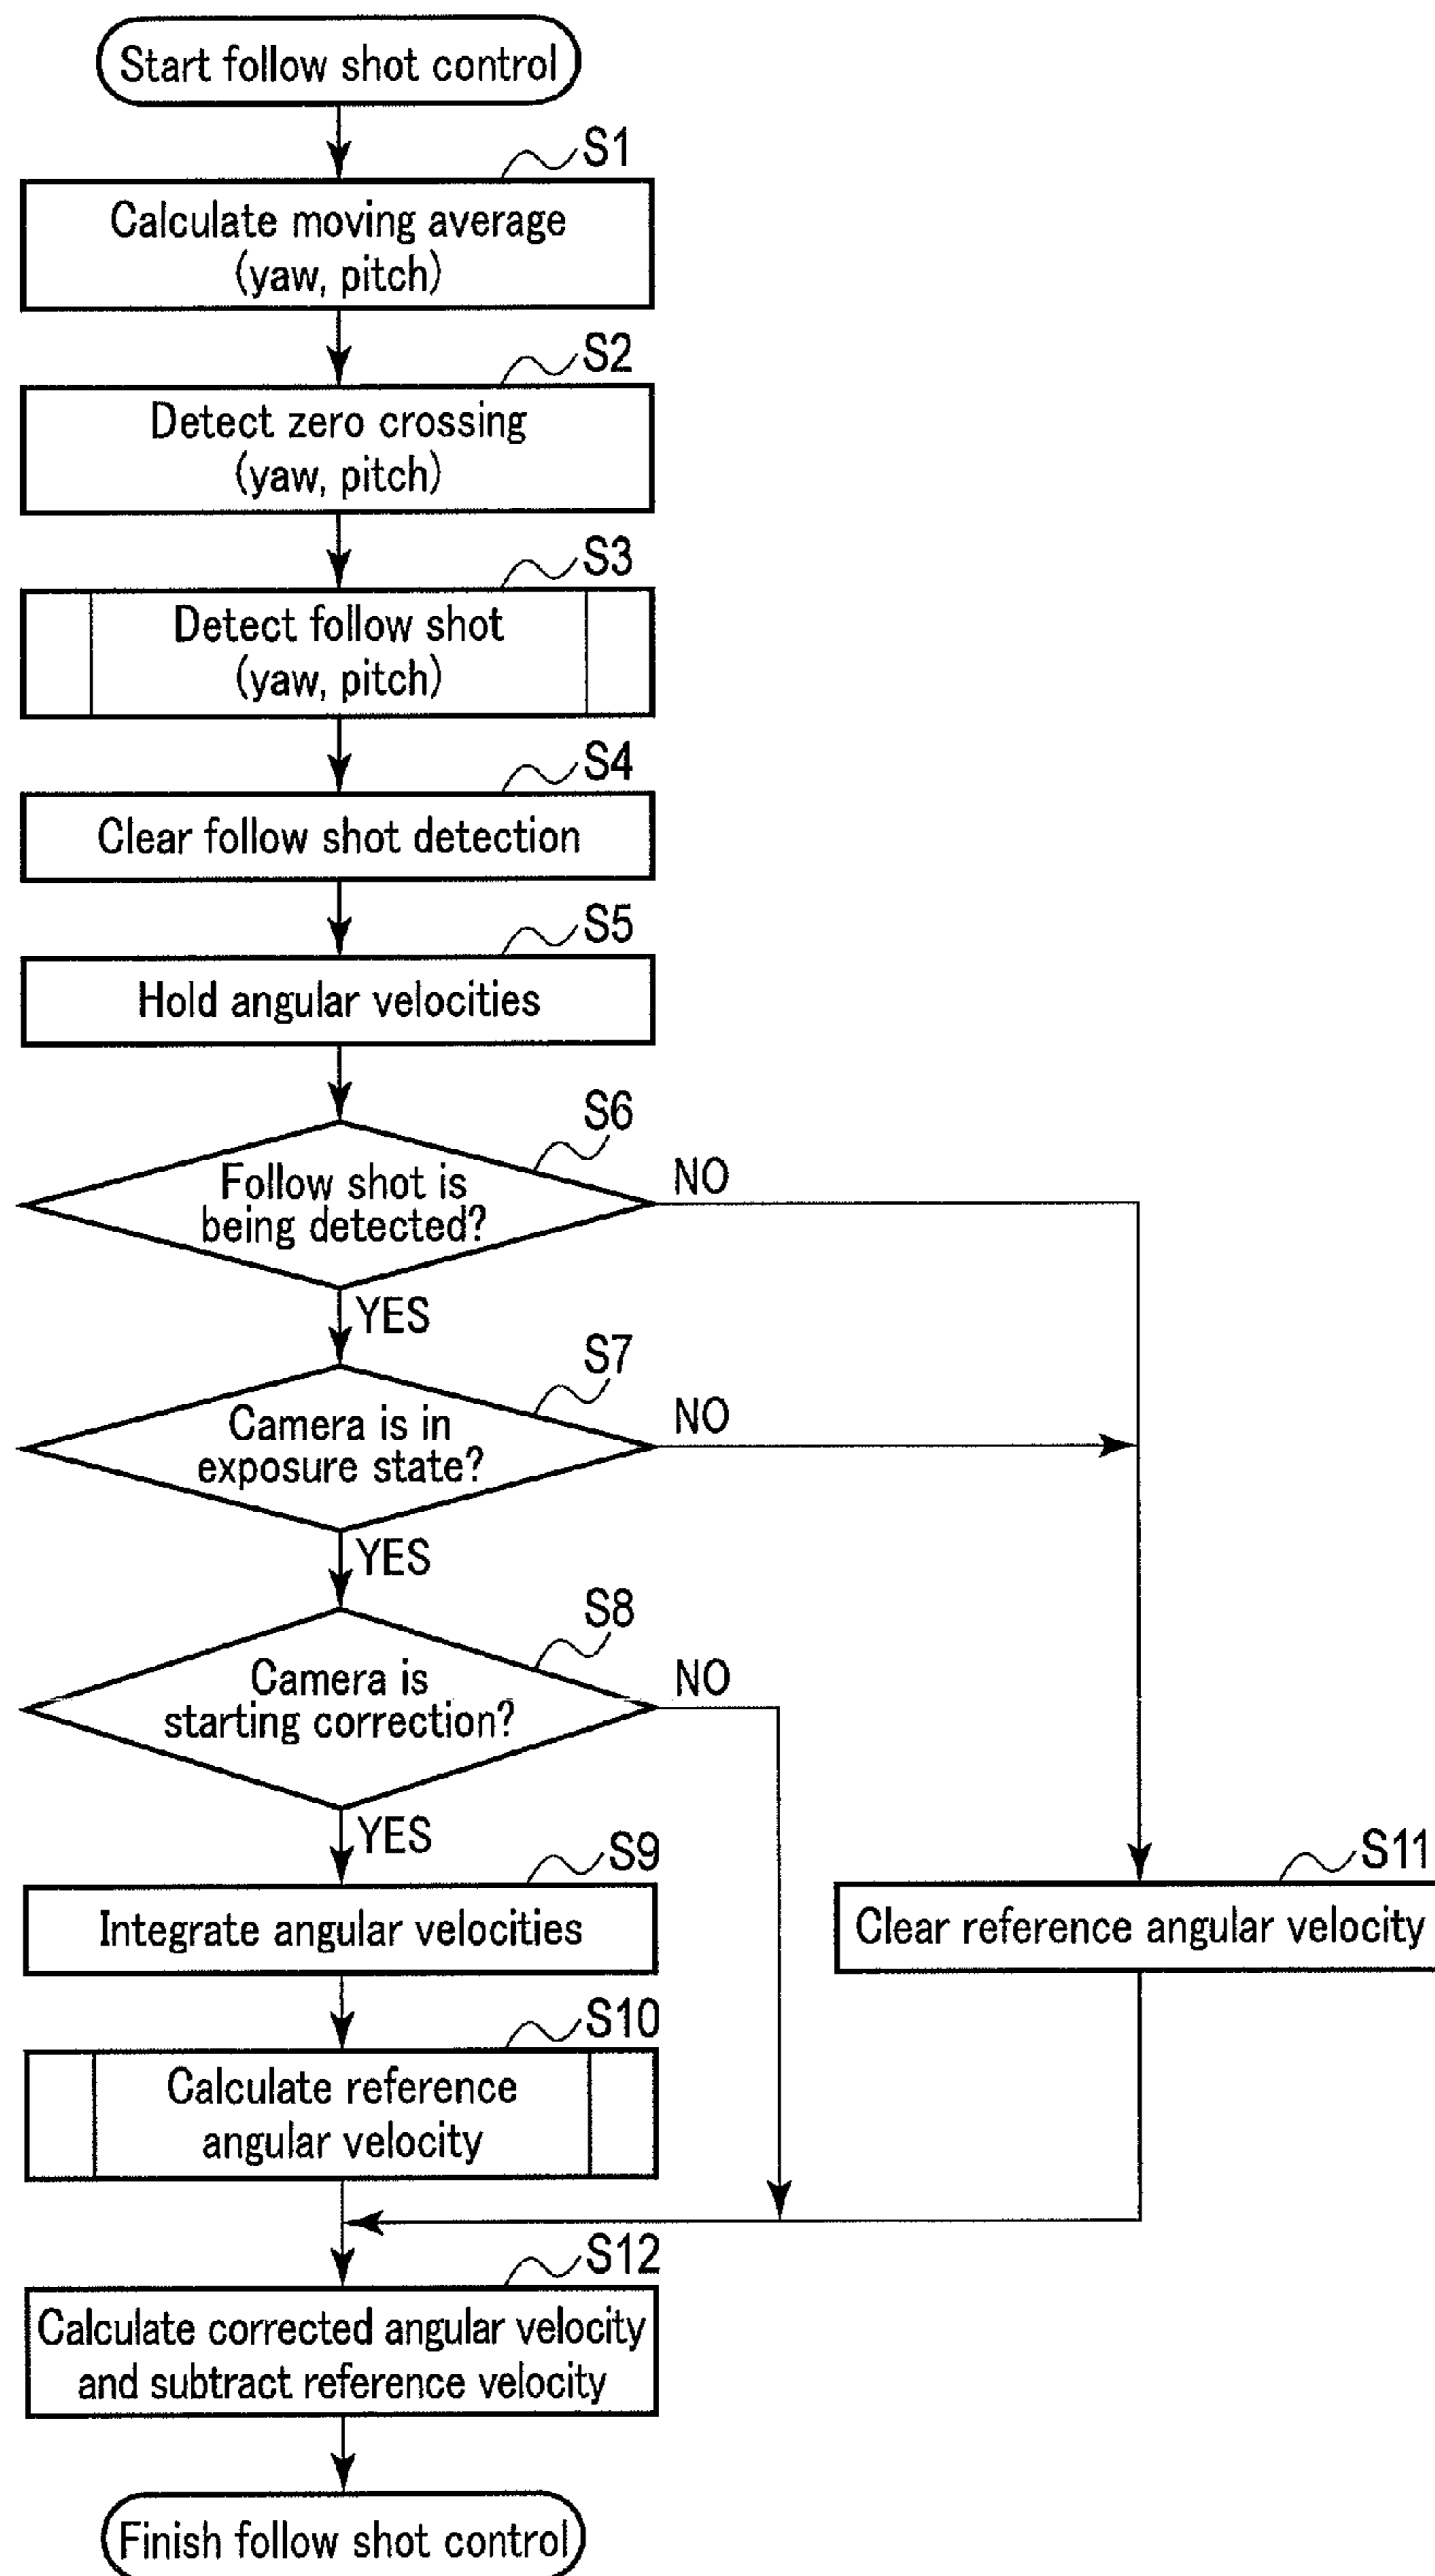 Start follow shot control
S1
Calculate moving average
(yaw, pitch)
S2
Detect zero crossing
(yaw, pitch)
S3
Detect follow shot
(yaw, pitch)
S4
Clear follow shot detection
S5
Hold angular velocities
S6
Follow shot is
being detected?
NO
YES
S7
Camera is in
exposure state?
NO
YES
S8
Camera is
starting correction?
NO
YES
S9
Integrate angular velocities
S11
Clear reference angular velocity
S10
Calculate reference
angular velocity
S12
Calculate corrected angular velocity
and subtract reference velocity
Finish follow shot control